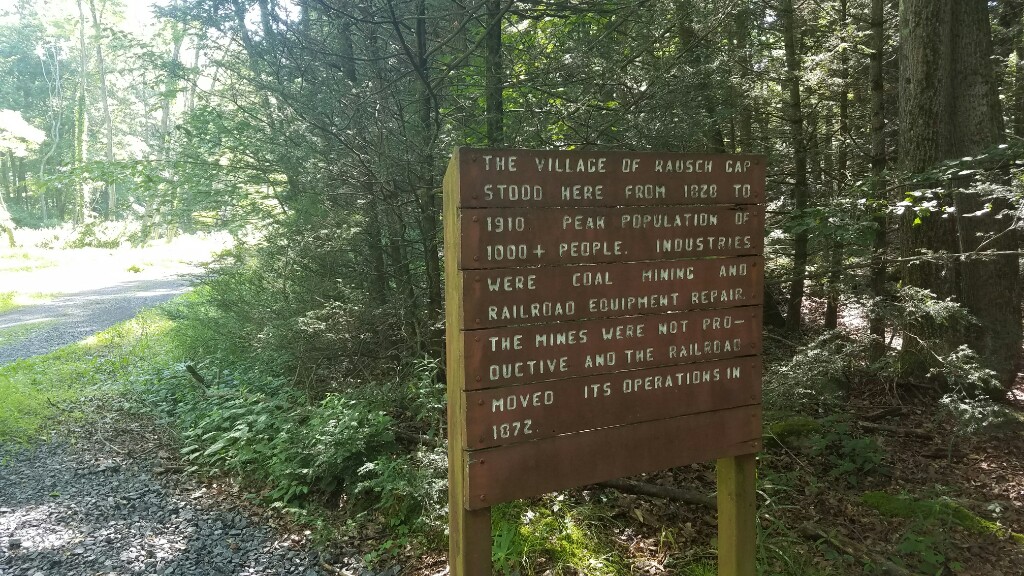 THE VILLAGE OF RAUSCH GAP
STOOD HERE FROM 1828 TO
1910 PEAK POPULATION OF
1000+ PEOPLE. INDUSTRIES
WERE COAL MINING AND
RAILROAD EQUIPMENT REPAIR.
THE MINES WERE NOT PRO-
DUCTIVE AND THE RAILROAD
MOVED ITS OPERATIONS IN
1872.